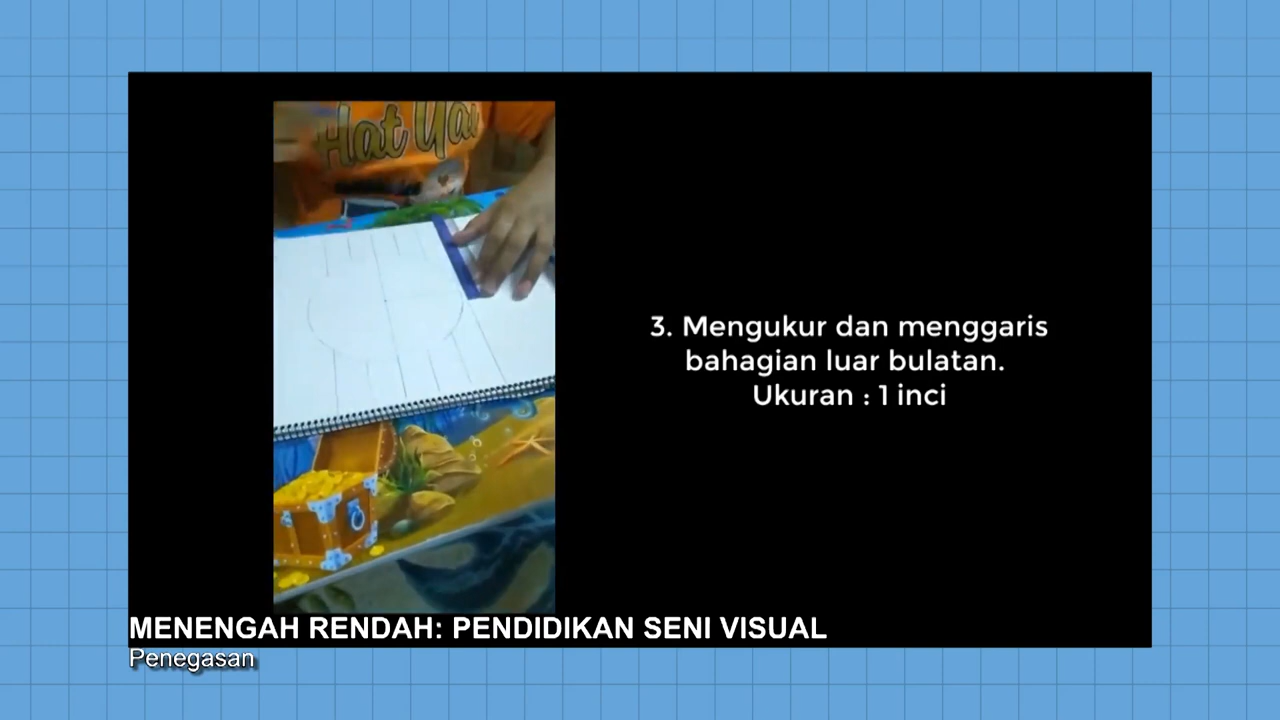 Hat Yai
3. Mengukur dan menggaris
bahagian luar bulatan.
Ukuran : 1 inci
MENENGAH RENDAH: PENDIDIKAN SENI VISUAL
Penegasan